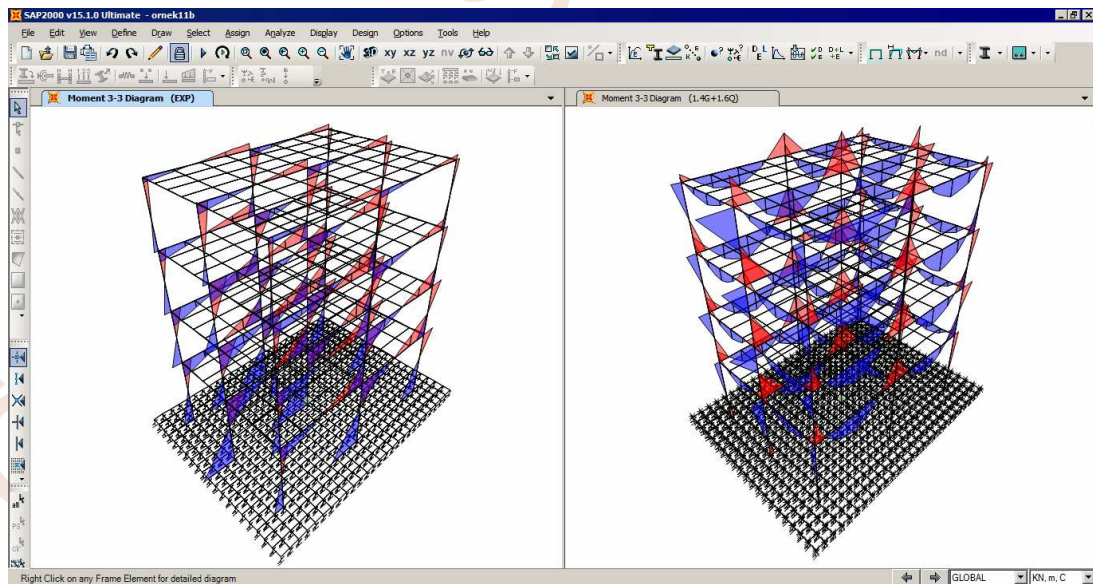 SAP2000 v15.1.0 Ultimate - ornek11b
File Edit View Define Draw Select Assign Analyze Display Design Options Tools Help
xy xz yz nv nd
Moment 3-3 Diagram (EXP)
Moment 3-3 Diagram (1.4G+1.6Q)
Right Click on any Frame Element for detailed diagram
GLOBAL
KN, m, C